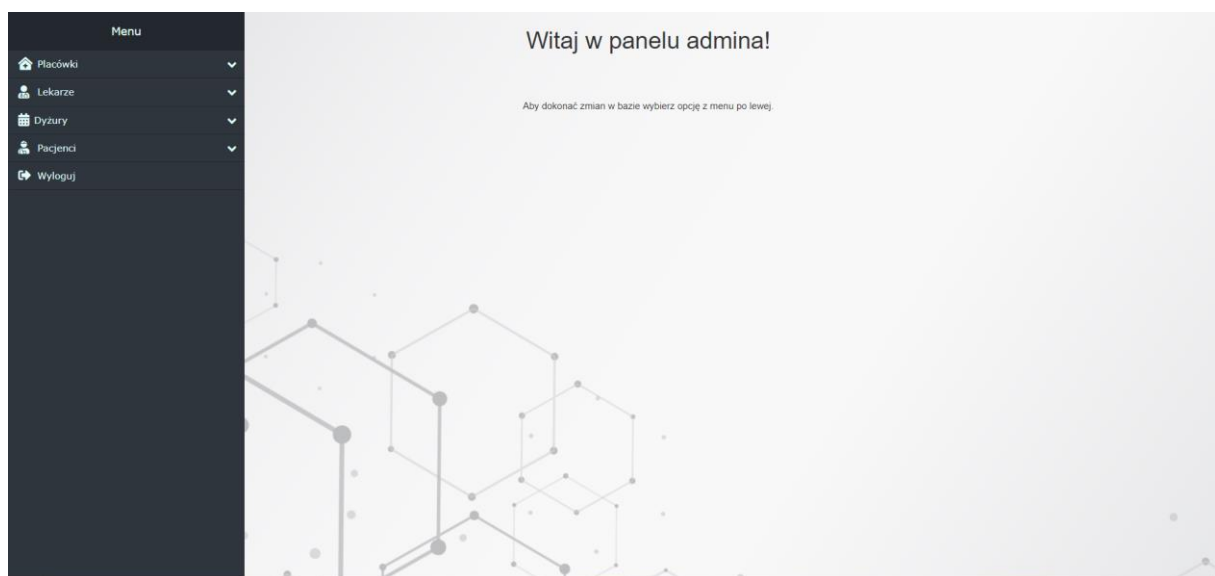 Menu
Placówki
Lekarze
Dyżury
Pacjenci
Wyloguj
Witaj w panelu admina!
Aby dokonać zmian w bazie wybierz opcję z menu po lewej.